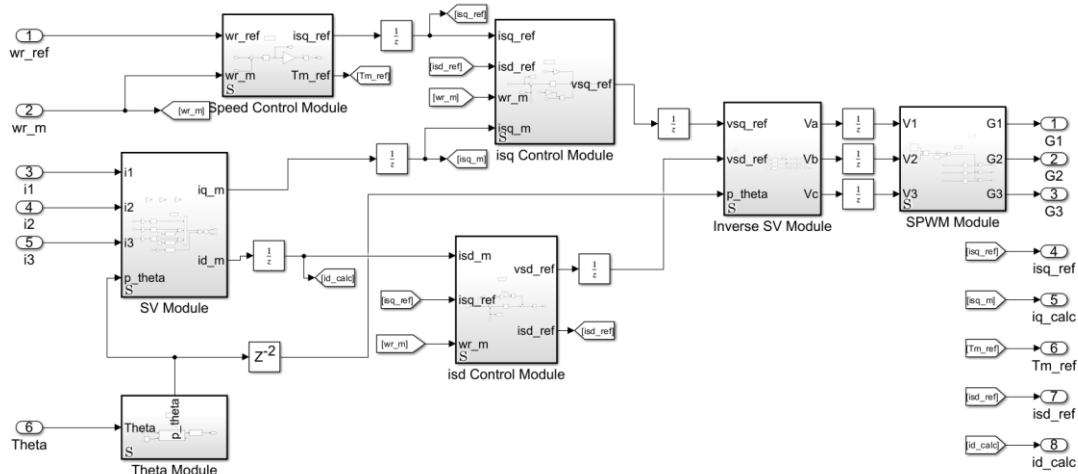 1
wr_ref
2
wr_m
wr_ref
wr_m
isq_ref
Tm_ref
S
Speed Control Module
[wr_m]
1/z
[isq_ref]
[Tm_ref]
[isd_ref]
[wr_m]
isq_ref
isd_ref
wr_m
isq_m
vsq_ref
S
isq Control Module
1/z
[isq_m]
3
i1
4
i2
5
i3
i1
i2
i3
p_theta
iq_m
id_m
S
SV Module
1/z
[id_calc]
Z-2
6
Theta
Theta
p_theta
S
Theta Module
[isq_ref]
[wr_m]
isd_m
isq_ref
wr_m
vsd_ref
isd_ref
S
isd Control Module
1/z
[isd_ref]
1/z
vsq_ref
vsd_ref
p_theta
Va
Vb
Vc
S
Inverse SV Module
1/z
1/z
1/z
V1
V2
V3
G1
G2
G3
S
SPWM Module
1
G1
2
G2
3
G3
[isq_ref]
4
isq_ref
[isq_m]
5
iq_calc
[Tm_ref]
6
Tm_ref
[isd_ref]
7
isd_ref
[id_calc]
8
id_calc